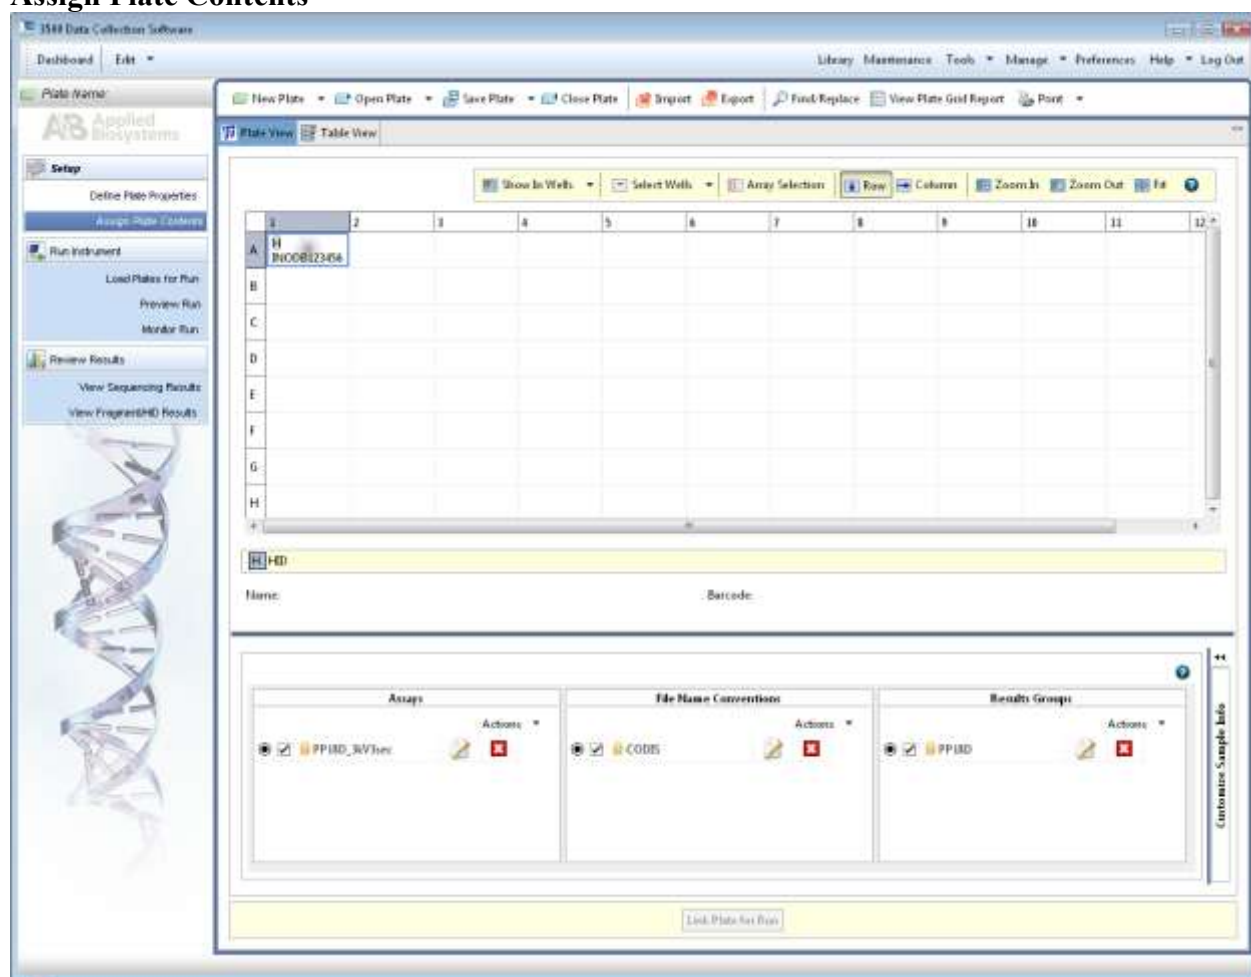 Assign Plate Contents
3500 Data Collection Software
Dashboard Edit
Library Maintenance Tools Manage Preferences Help Log Out
Plate Name:
New Plate Open Plate Save Plate Close Plate Import Export Find/Replace View Plate Grid Report Print
AB Applied Biosystems
Plate View Table View
Setup
Show In Wells Select Wells Array Selection Row Column Zoom In Zoom Out Fit
Define Plate Properties
Assign Plate Contents
1 2 3 4 5 6 7 8 9 10 11 12
Run Instrument
A H
INODB123456
Load Plates for Run
B
Preview Run
C
Monitor Run
D
Review Results
View Sequencing Results
E
View Fragment/HID Results
F
G
H
H HID
Name: Barcode:
Assays File Name Conventions Results Groups
Actions Actions Actions
PP18D_3kV3sec CODIS PP18D
Customize Sample Info
Link Plate for Run